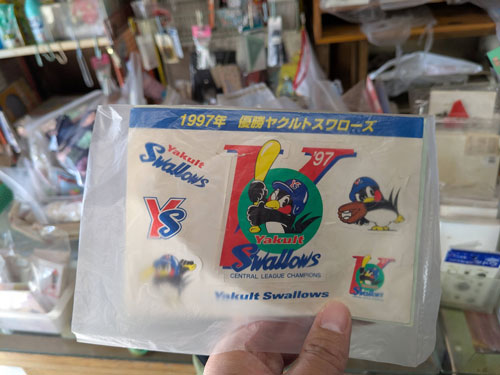 1997年 優勝ヤクルトスワローズ
Yakult
Swallows
'97
V
YS
Yakult
Swallows
CENTRAL LEAGUE CHAMPIONS
Yakult Swallows